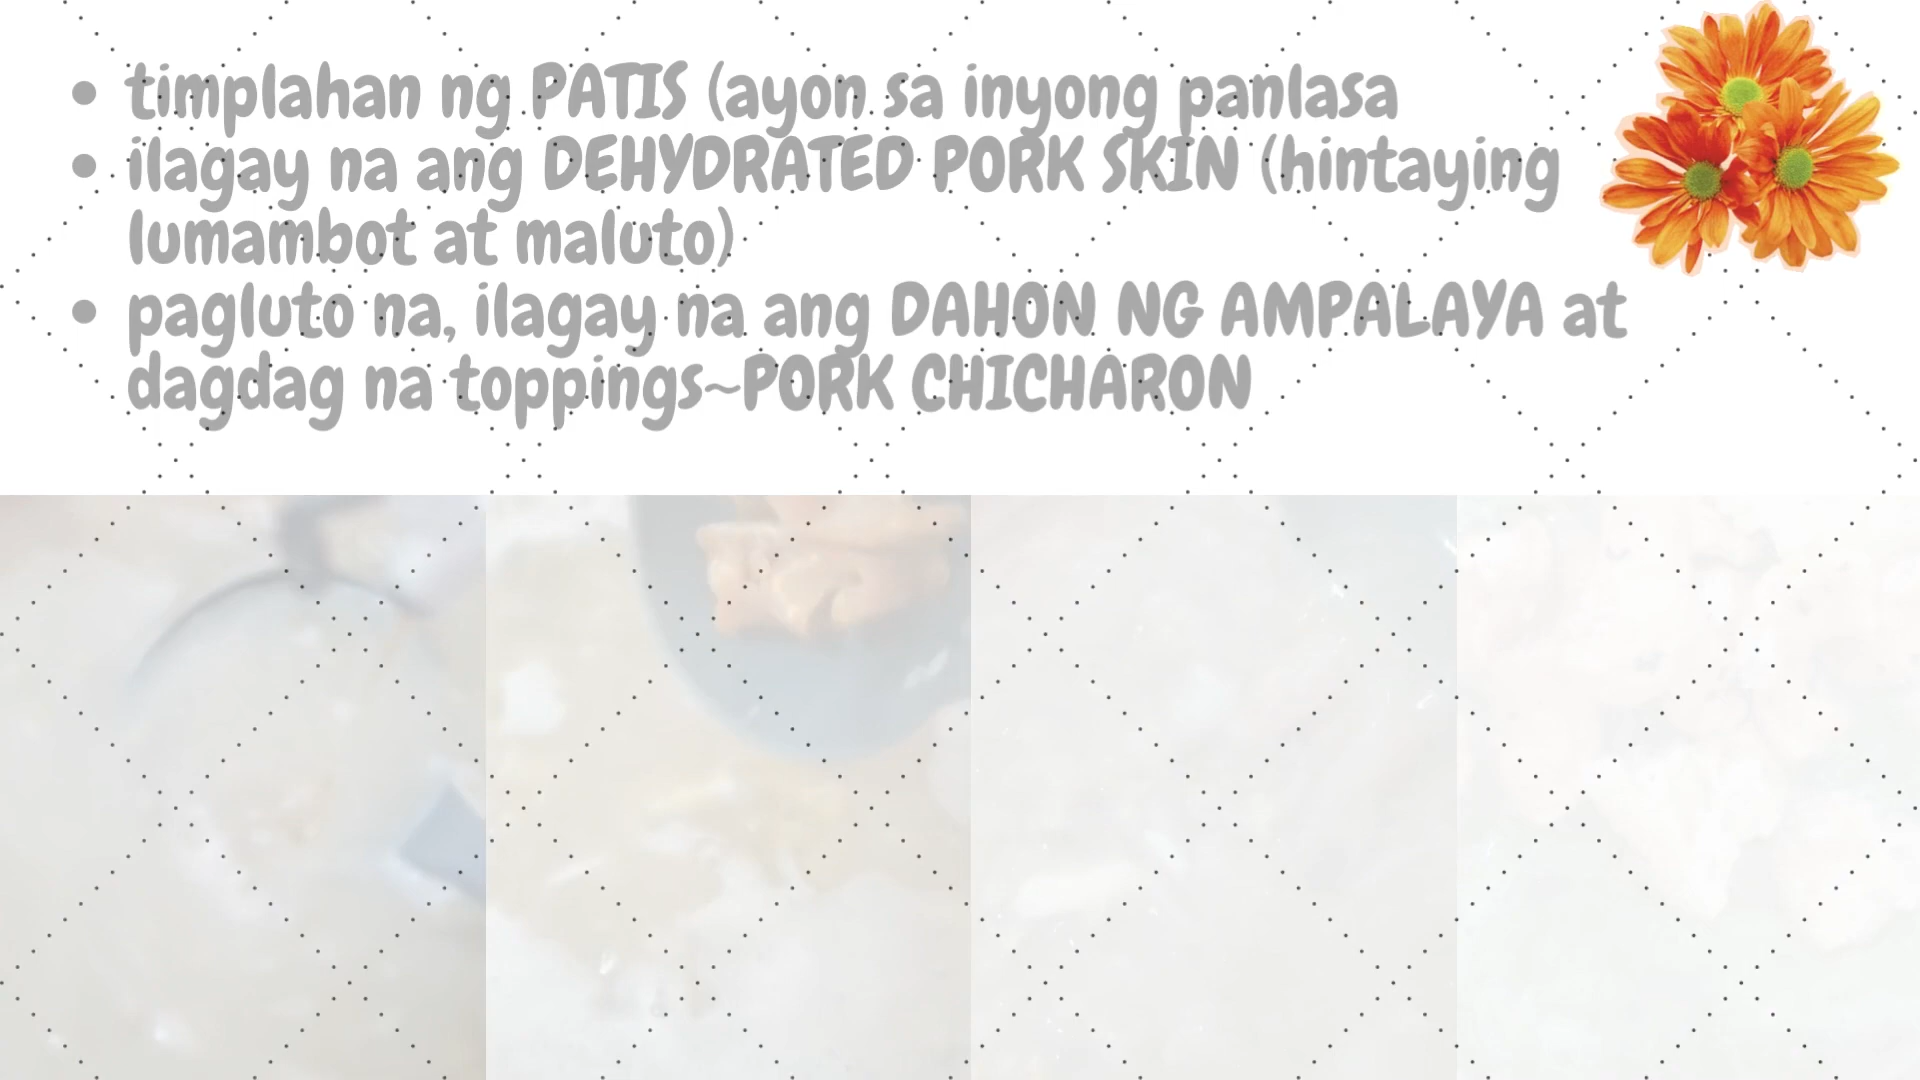 • timplahan ng PATIS (ayon sa inyong panlasa
• ilagay na ang DEHYDRATED PORK SKIN (hintaying
lumambot at maluto)
• pagluto na, ilagay na ang DAHON NG AMPALAYA at
dagdag na toppings~PORK CHICHARON